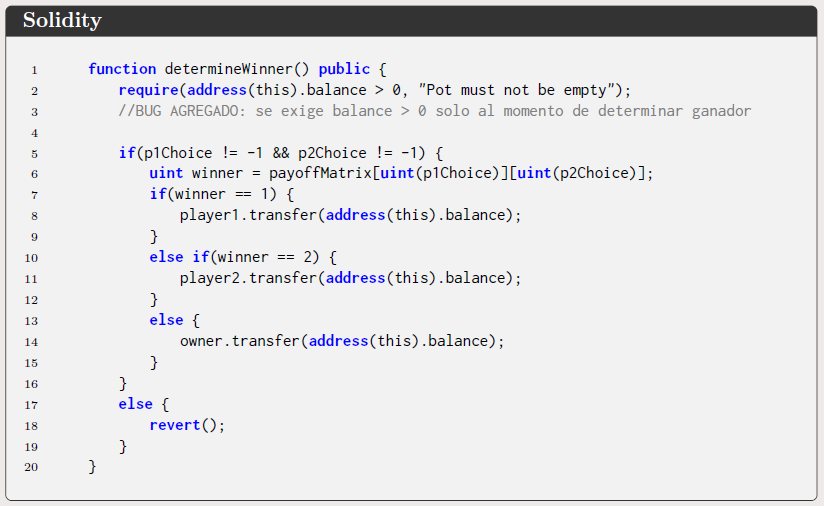 Solidity
1 function determineWinner() public {
2 require(address(this).balance > 0, "Pot must not be empty");
3 //BUG AGREGADO: se exige balance > 0 solo al momento de determinar ganador
4
5 if(p1Choice != -1 && p2Choice != -1) {
6 uint winner = payoffMatrix[uint(p1Choice)][uint(p2Choice)];
7 if(winner == 1) {
8 player1.transfer(address(this).balance);
9 }
10 else if(winner == 2) {
11 player2.transfer(address(this).balance);
12 }
13 else {
14 owner.transfer(address(this).balance);
15 }
16 }
17 else {
18 revert();
19 }
20 }